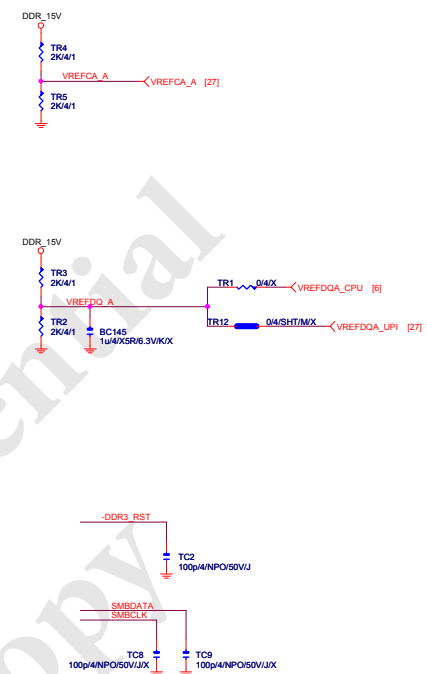 DDR_15V
TR4
2K/4/1
VREFCA_A
VREFCA_A [27]
TR5
2K/4/1
DDR_15V
TR3
2K/4/1
TR1 0/4/X
VREFDQA_CPU [6]
VREFDQ_A
TR2
2K/4/1
BC145
1u/4/X5R/6.3V/K/X
TR12 0/4/SHT/M/X
VREFDQA_UPI [27]
-DDR3_RST
TC2
100p/4/NPO/50V/J
SMBDATA
SMBCLK
TC8
100p/4/NPO/50V/J/X
TC9
100p/4/NPO/50V/J/X
ential
opy